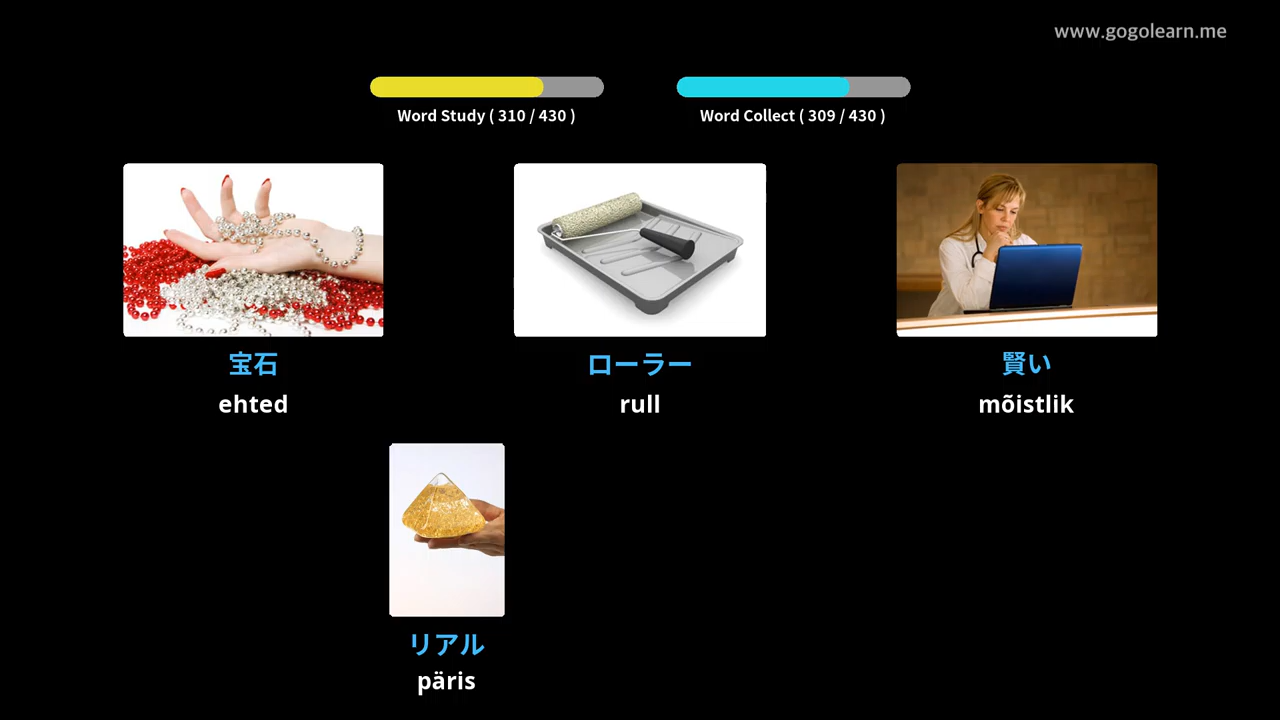 www.gogolearn.me
Word Study ( 310 / 430 )
Word Collect ( 309 / 430 )
宝石
ローラー
賢い
ehted
rull
mõistlik
リアル
päris